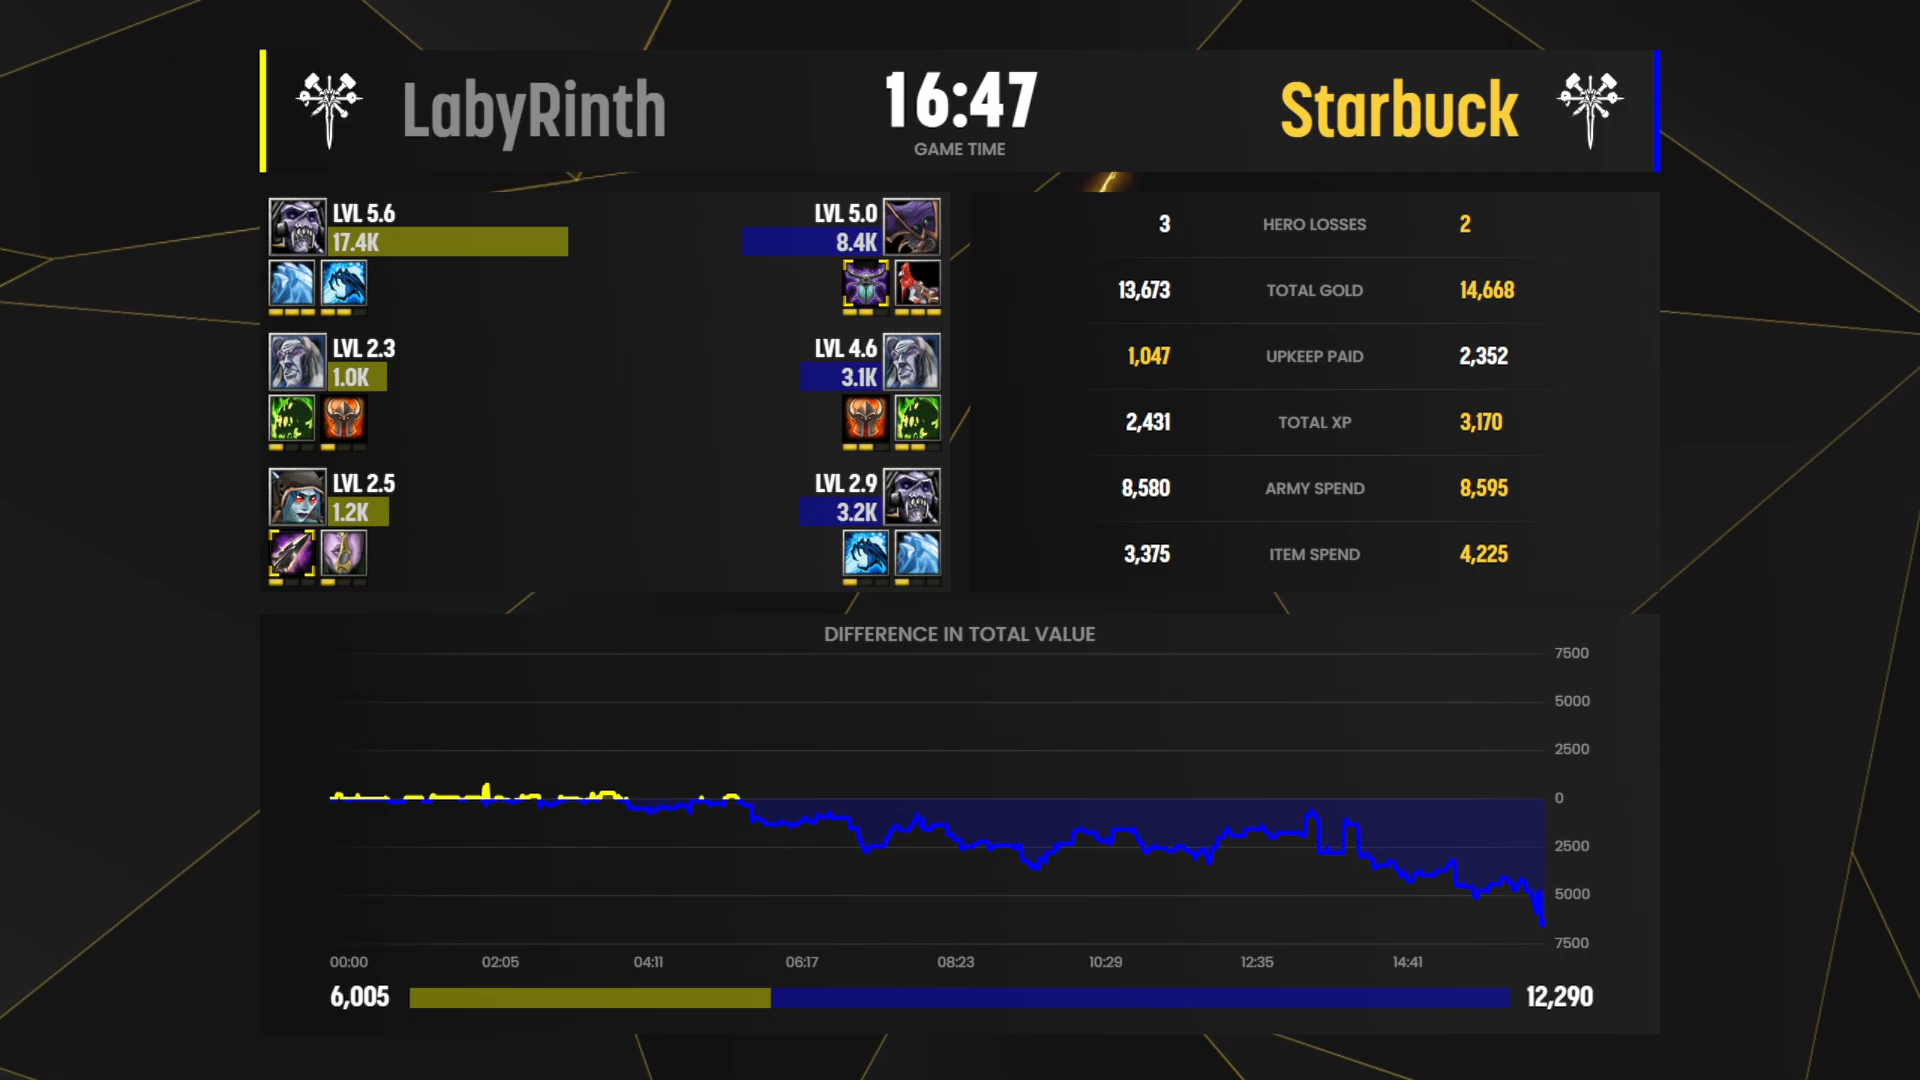 LabyRinth
16:47
GAME TIME
Starbuck
LVL 5.6
17.4K
LVL 5.0
8.4K
LVL 2.3
1.0K
LVL 4.6
3.1K
LVL 2.5
1.2K
LVL 2.9
3.2K
3 HERO LOSSES 2
13,673 TOTAL GOLD 14,668
1,047 UPKEEP PAID 2,352
2,431 TOTAL XP 3,170
8,580 ARMY SPEND 8,595
3,375 ITEM SPEND 4,225
DIFFERENCE IN TOTAL VALUE
7500
5000
2500
0
2500
5000
7500
00:00 02:05 04:11 06:17 08:23 10:29 12:35 14:41
6,005 12,290